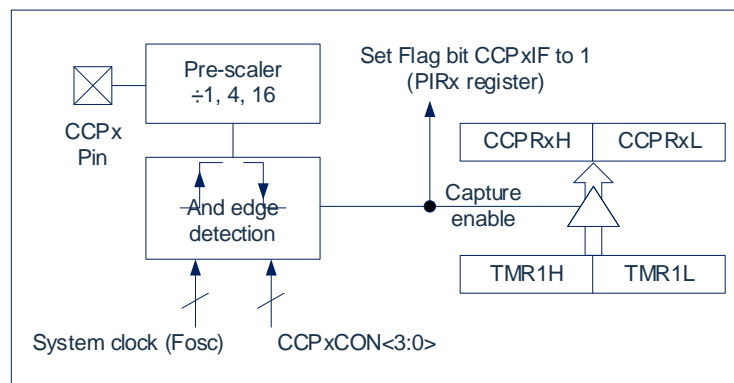 Set Flag bit CCPxIF to 1
(PIRx register)
Pre-scaler
÷1, 4, 16
CCPx
Pin
CCPRxH CCPRxL
And edge
detection
Capture
enable
TMR1H TMR1L
System clock (Fosc) CCPxCON<3:0>